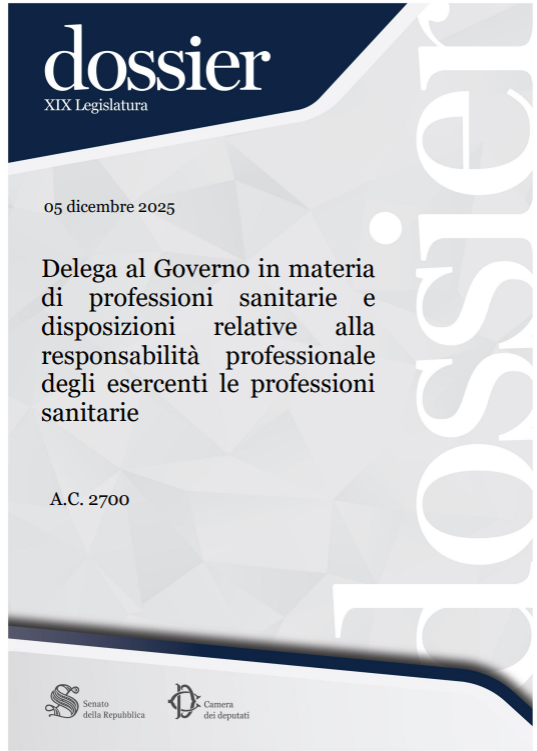 dossier
XIX Legislatura
05 dicembre 2025
Delega al Governo in materia
di professioni sanitarie e
disposizioni relative alla
responsabilità professionale
degli esercenti le professioni
sanitarie
A.C. 2700
dossier
Senato
della Repubblica
Camera
dei deputati